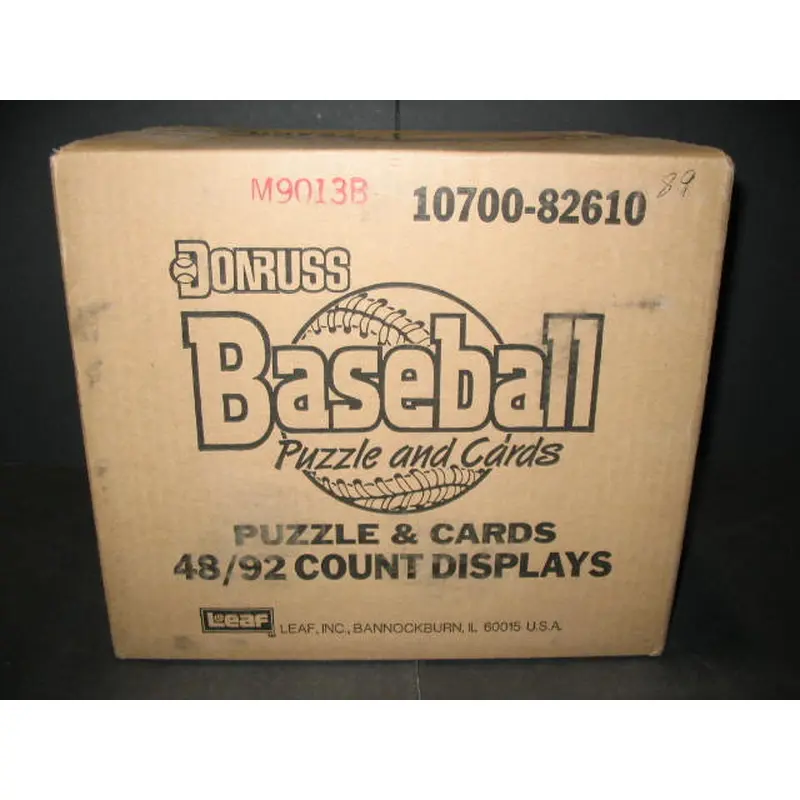 M9013B
10700-82610
89
DONRUSS
Baseball
Puzzle and Cards
PUZZLE & CARDS
48/92 COUNT DISPLAYS
Leaf
LEAF, INC., BANNOCKBURN, IL 60015 U.S.A.